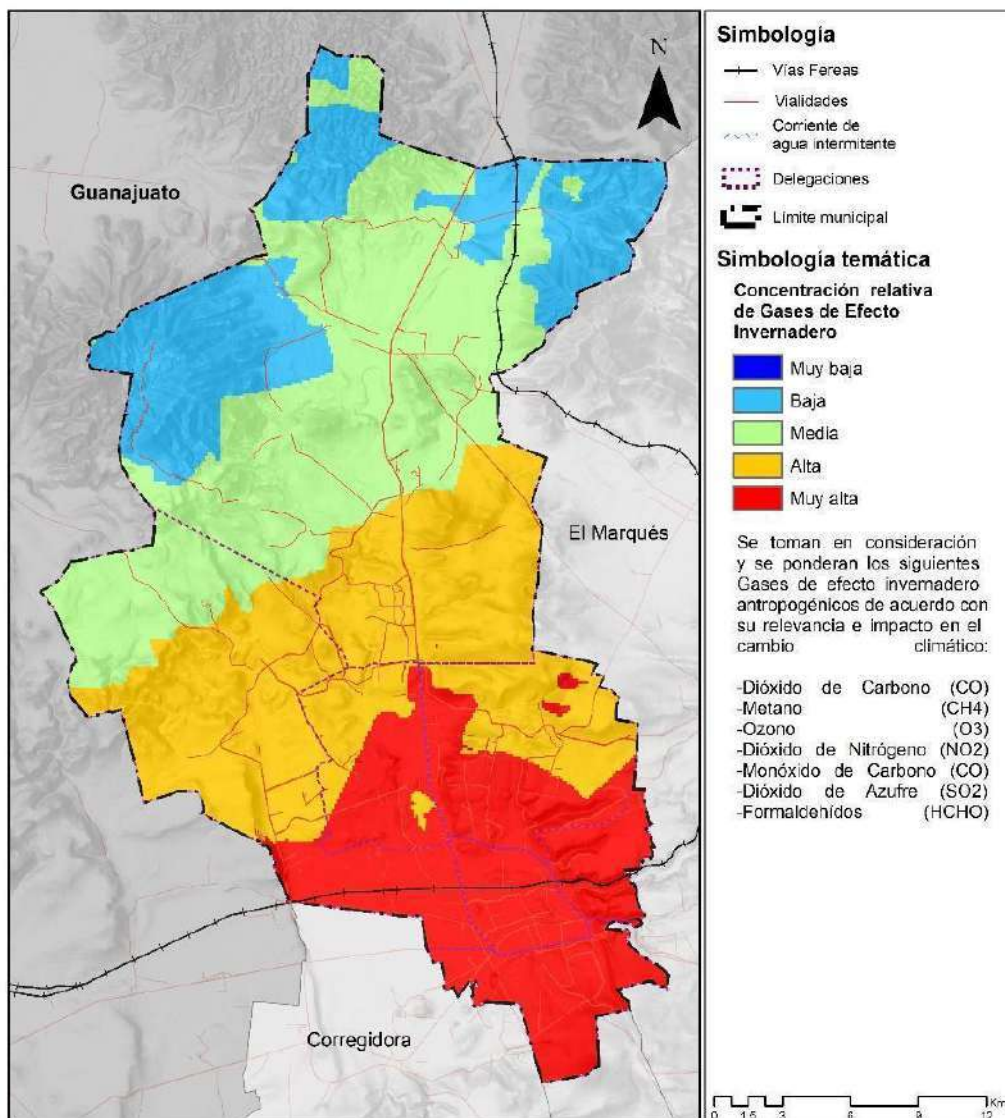 N
Guanajuato
El Marqués
Corregidora
Simbología
Vías Fereas
Vialidades
Corriente de
agua intermitente
Delegaciones
Límite municipal
Simbología temática
Concentración relativa
de Gases de Efecto
Invernadero
Muy baja
Baja
Media
Alta
Muy alta
Se toman en consideración
y se ponderan los siguientes
Gases de efecto invernadero
antropogénicos de acuerdo con
su relevancia e impacto en el
cambio climático:
-Dióxido de Carbono (CO)
-Metano (CH4)
-Ozono (O3)
-Dióxido de Nitrógeno (NO2)
-Monóxido de Carbono (CO)
-Dióxido de Azufre (SO2)
-Formaldehídos (HCHO)
Km
0 1.5 3 6 9 12